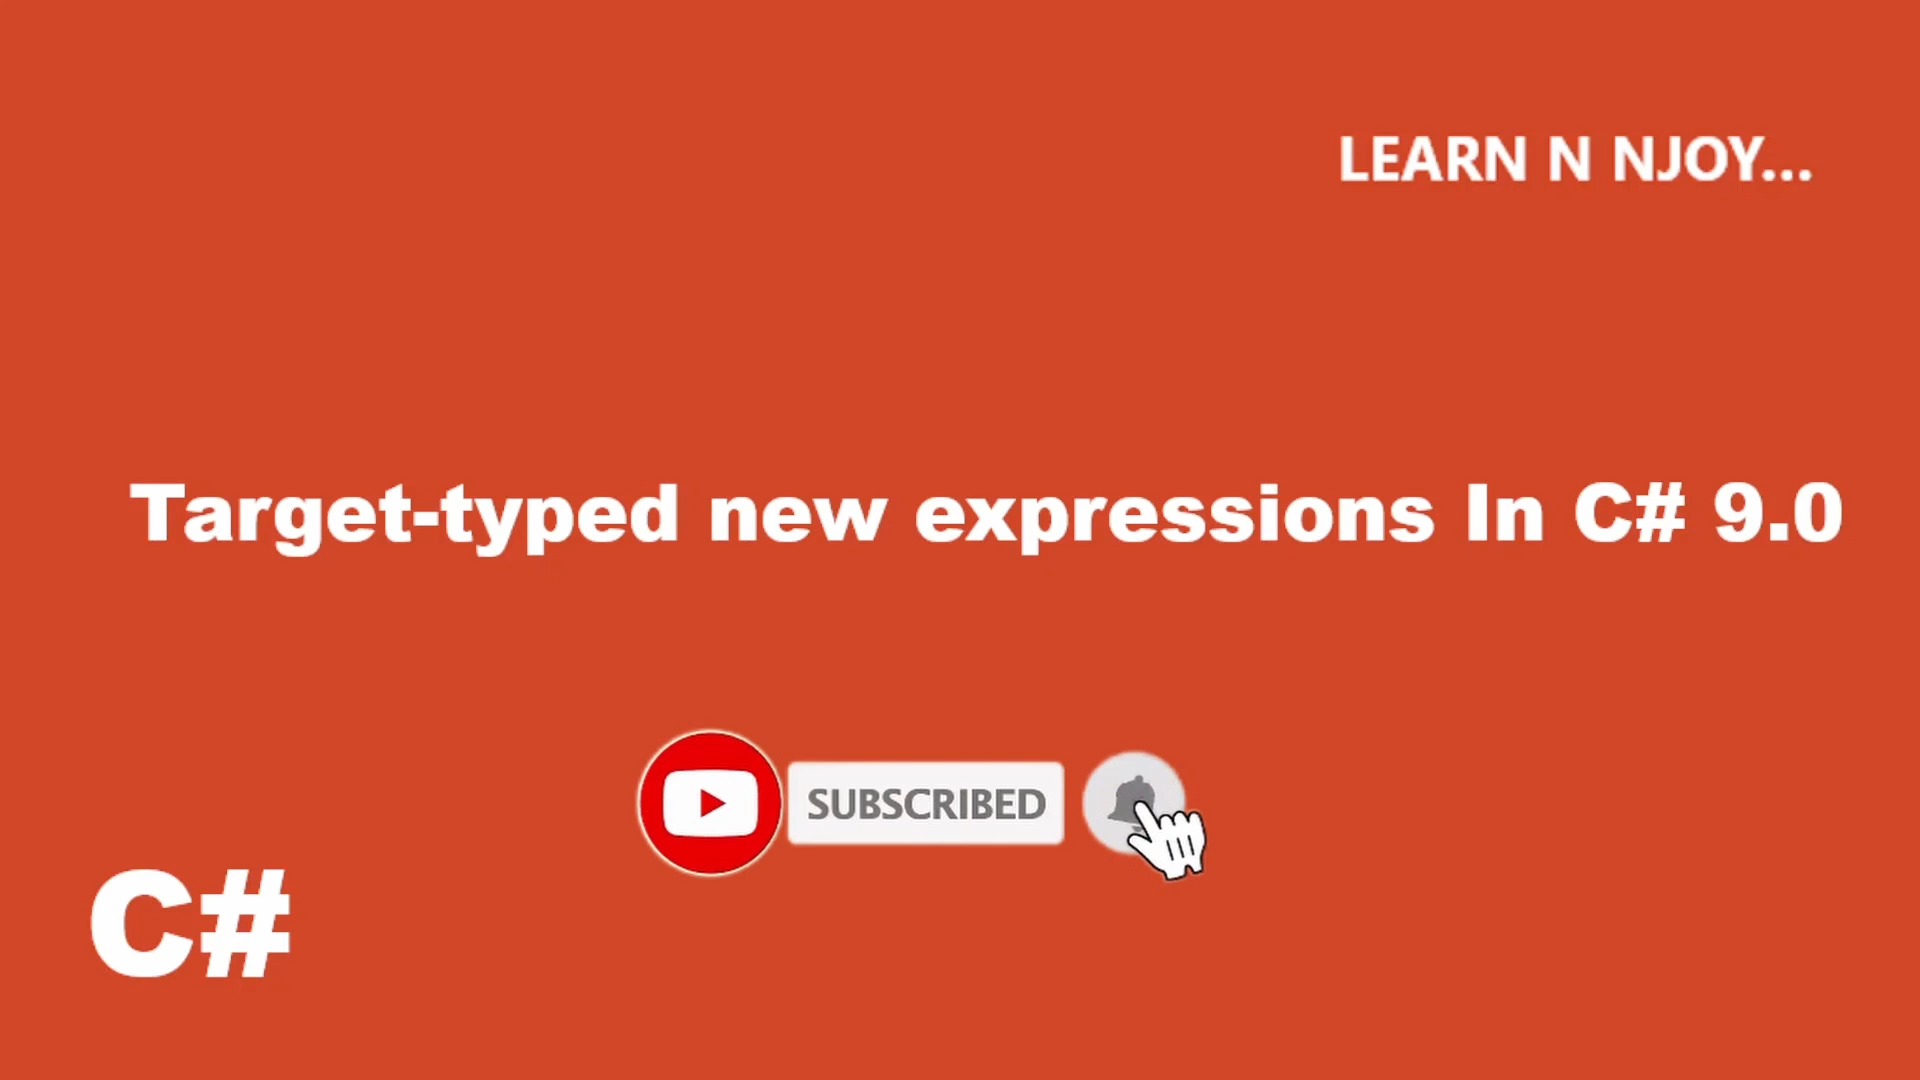 LEARN N NJOY...
Target-typed new expressions In C# 9.0
SUBSCRIBED
C#